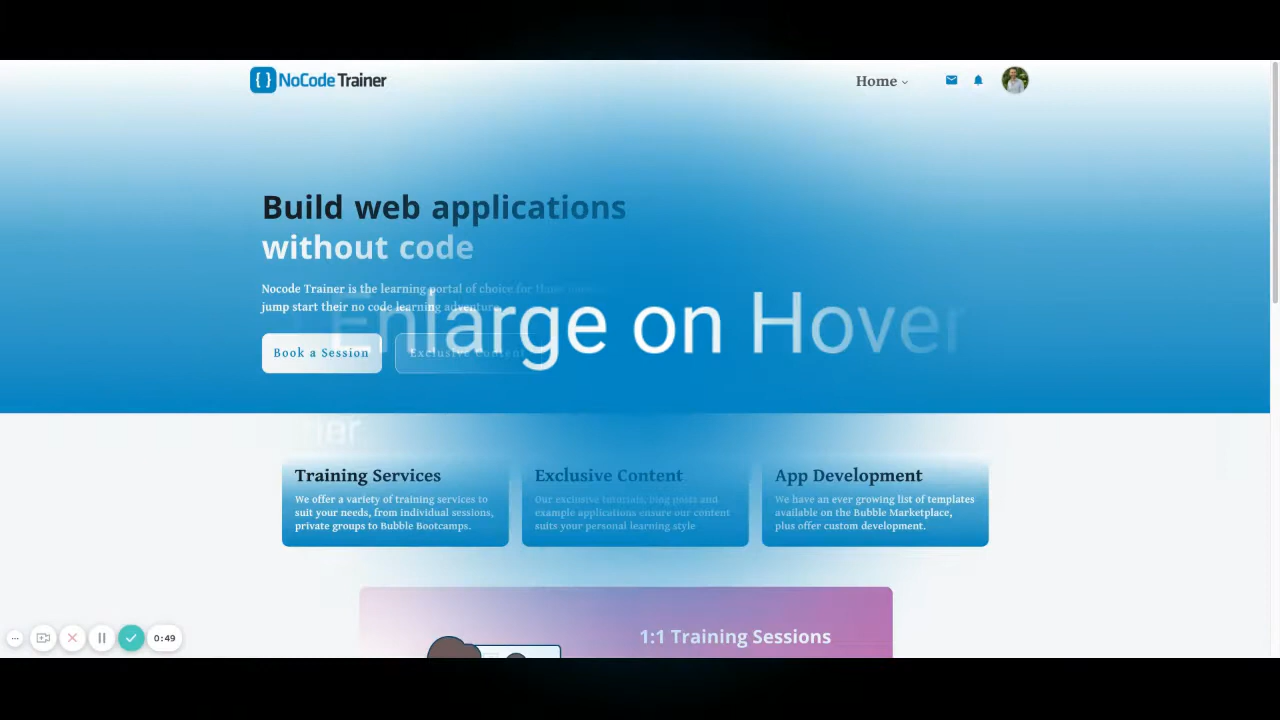 { } NoCode Trainer
Home
Build web applications
without code
Nocode Trainer is the learning portal of choice for those
jump start their no code learning adventure
Enlarge on Hover
Book a Session
Exclusive Content
Training Services
We offer a variety of training services to
suit your needs, from individual sessions,
private groups to Bubble Bootcamps.
Exclusive Content
Our exclusive tutorials, blog posts and
example applications ensure our content
suits your personal learning style
App Development
We have an ever growing list of templates
available on the Bubble Marketplace,
plus offer custom development.
1:1 Training Sessions
0:49